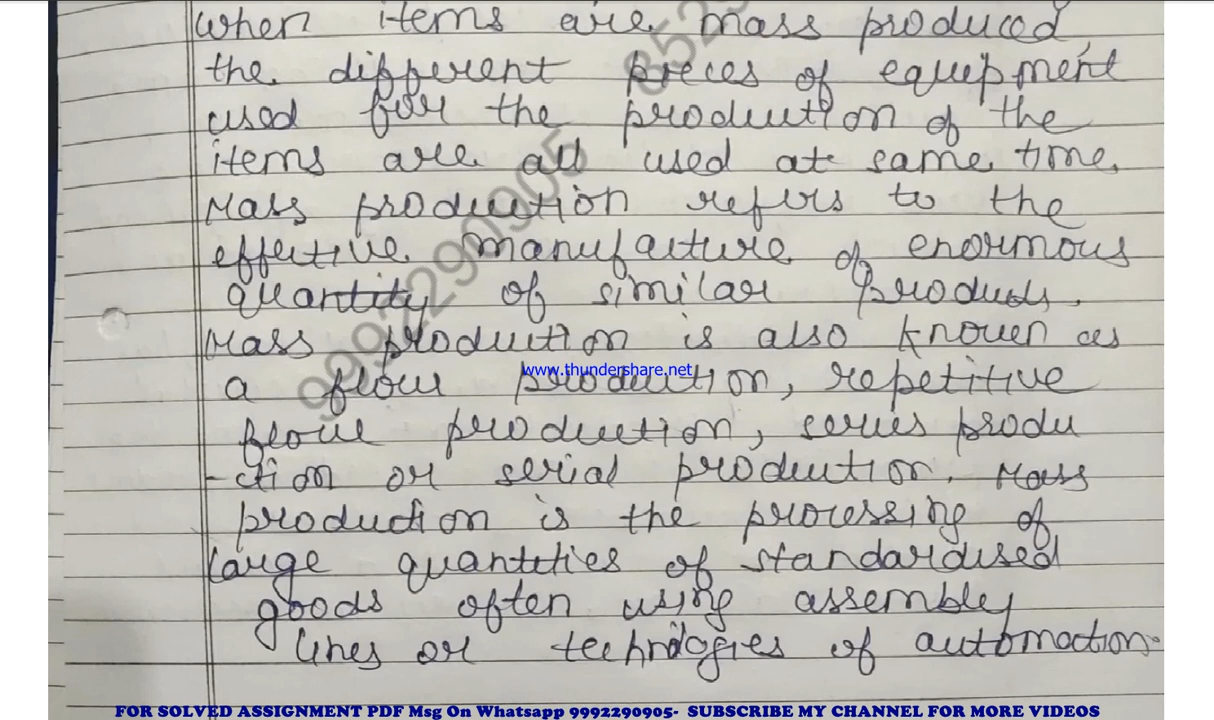 when items are mass produced,
the different pieces of equipment
used for the production of the
items are all used at same time.
Mass production refers to the
effective manufacture of enormous
quantity of similar products.
Mass production is also known as
www.thundershare.net
a flow production, repetitive
flow production, series produ
-ction or serial production. Mass
production is the processing of
large quantities of standardised
goods often using assembly
lines or technologies of automation.
9992290905
FOR SOLVED ASSIGNMENT PDF Msg On Whatsapp 9992290905- SUBSCRIBE MY CHANNEL FOR MORE VIDEOS